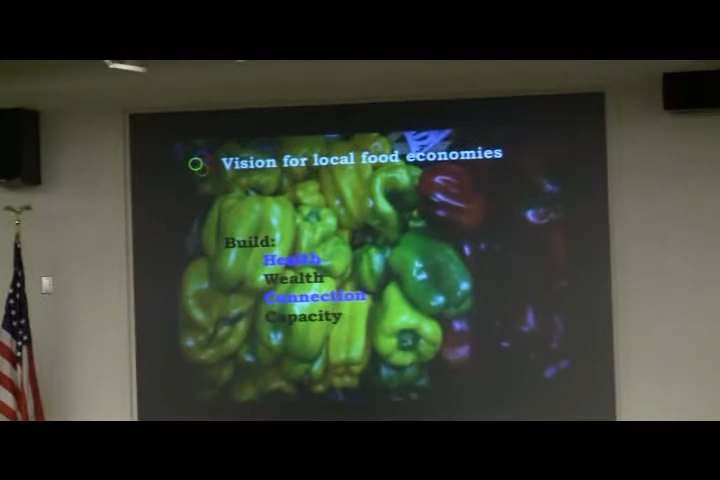 Vision for local food economies
Build:
Health
Wealth
Connection
Capacity